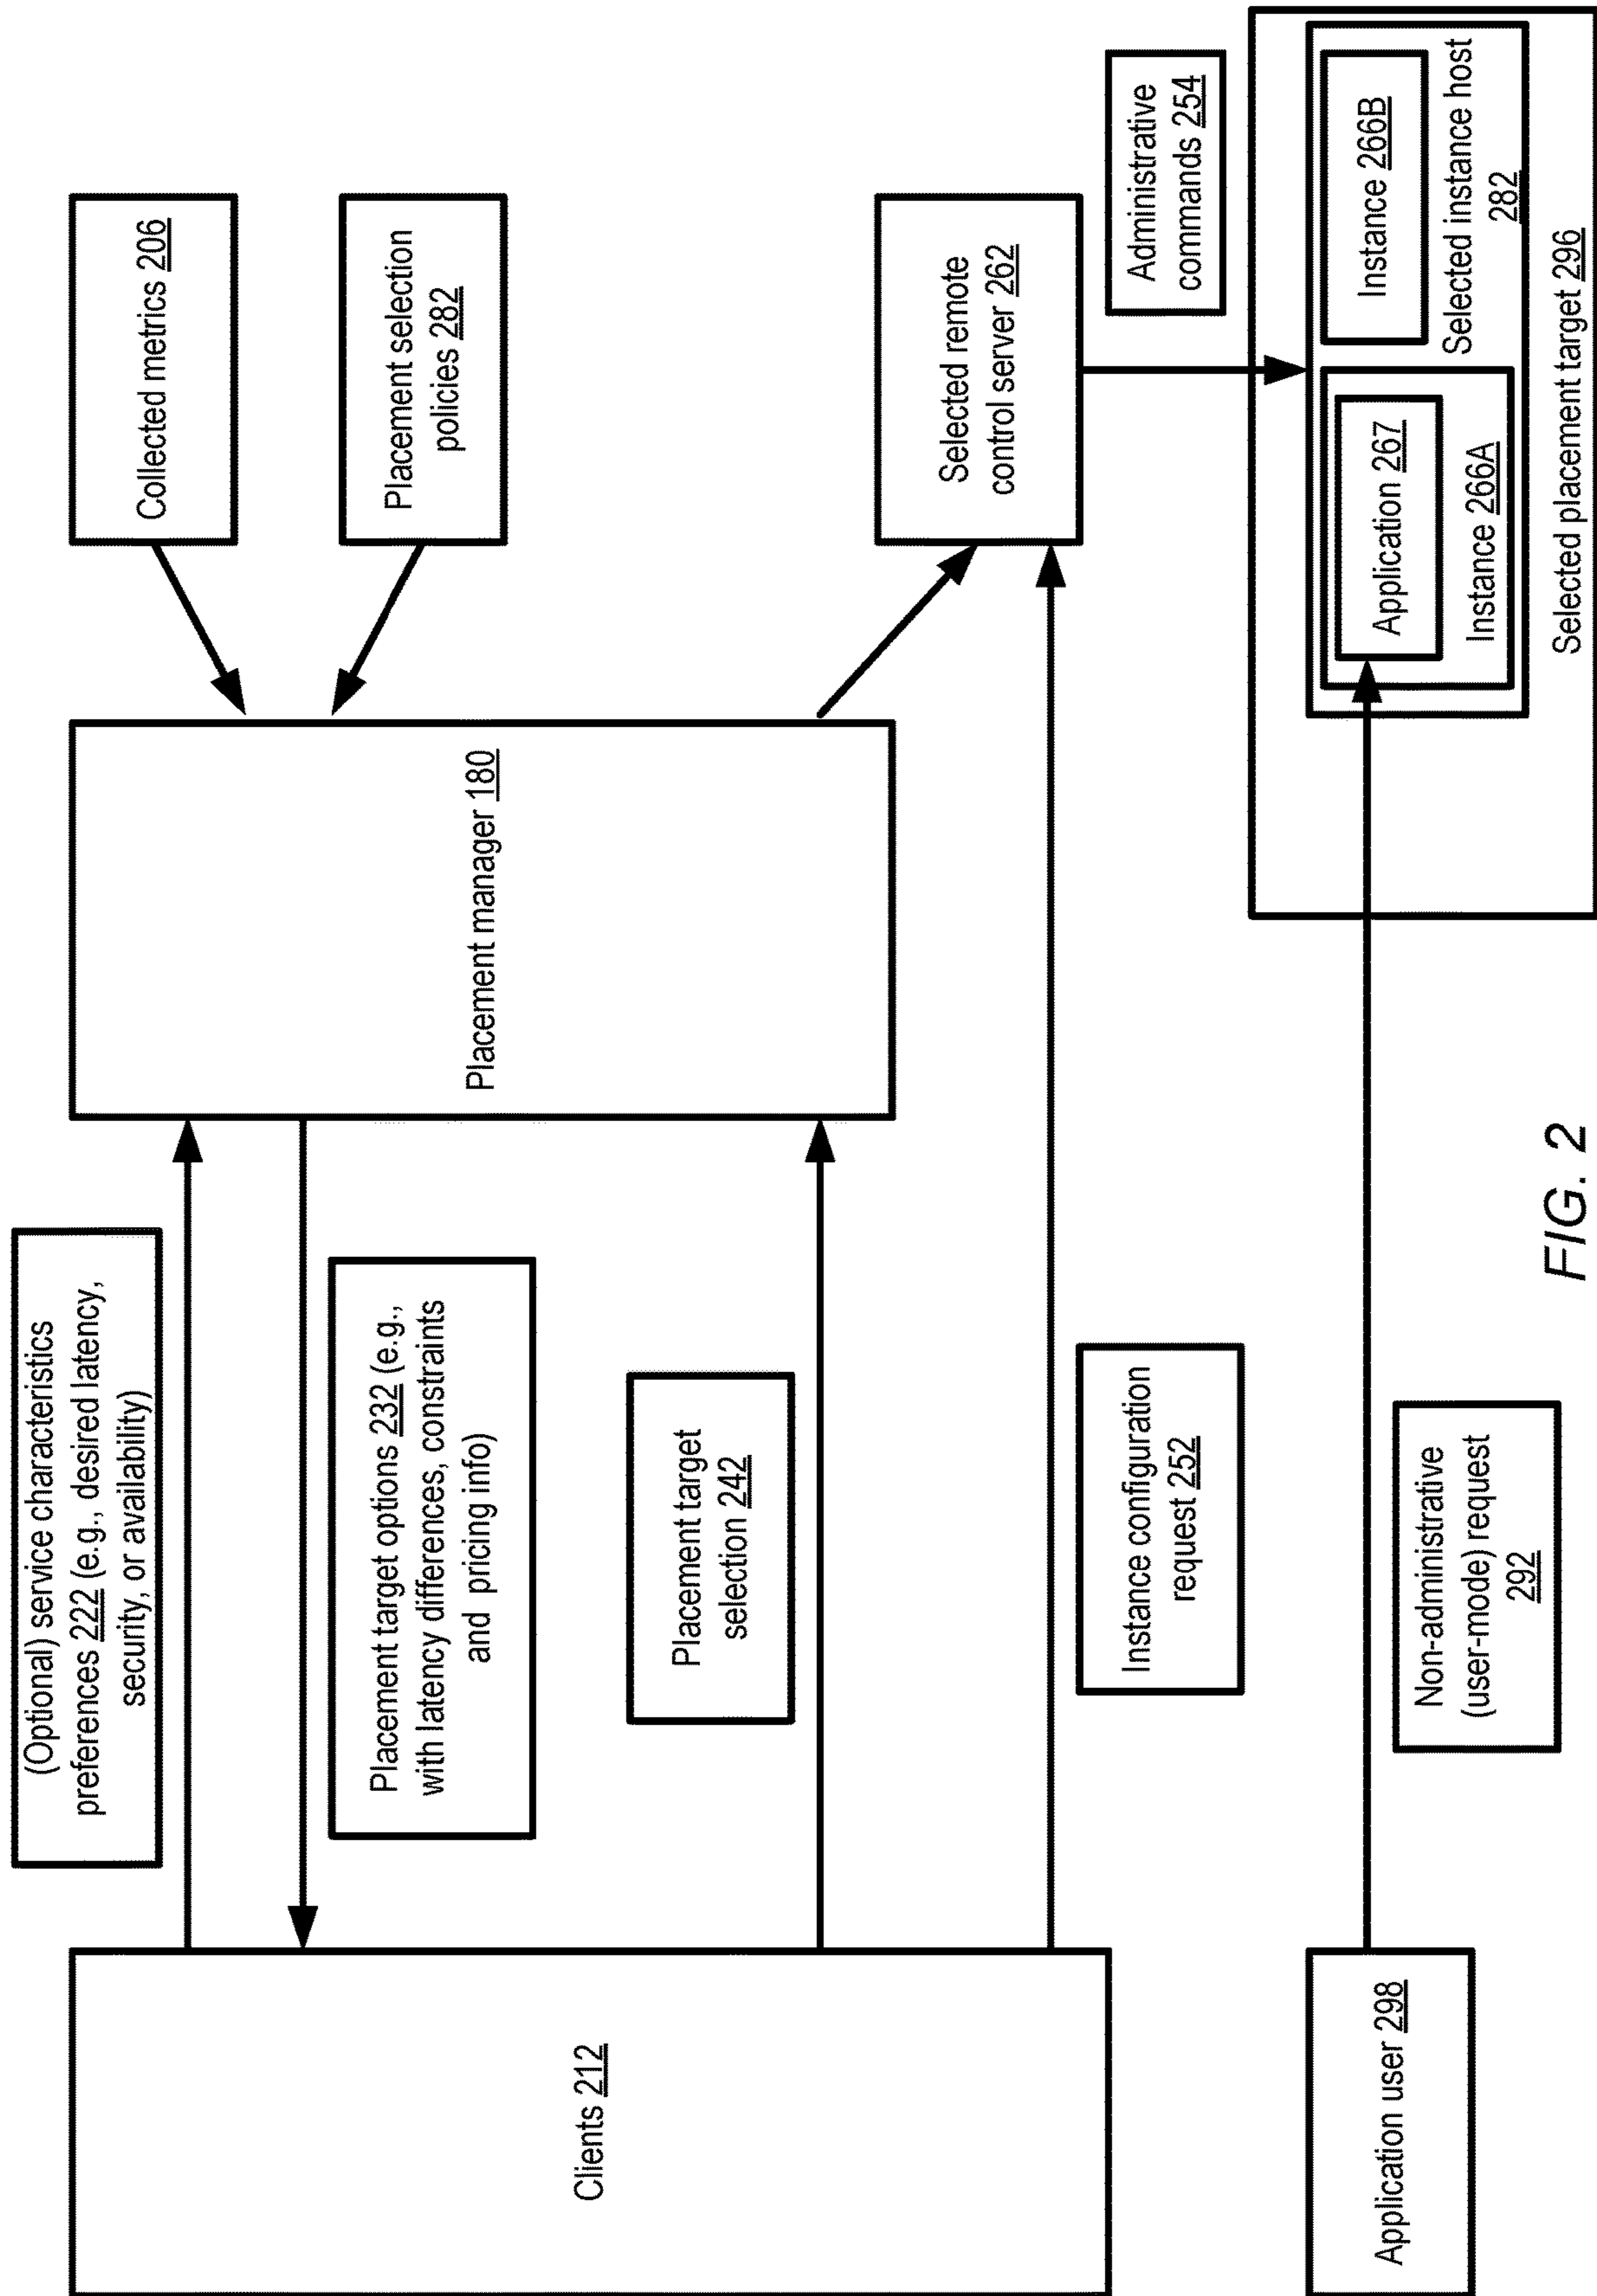 (Optional) service characteristics
preferences 222 (e.g., desired latency,
security, or availability)
Collected metrics 206
Clients 212
Placement target options 232 (e.g.,
with latency differences, constraints
and pricing info)
Placement manager 180
Placement selection
policies 282
Placement target
selection 242
Selected remote
control server 262
Instance configuration
request 252
Administrative
commands 254
Application user 298
Non-administrative
(user-mode) request
292
Application 267
Instance 266A
Instance 266B
Selected instance host
282
Selected placement target 296
FIG. 2